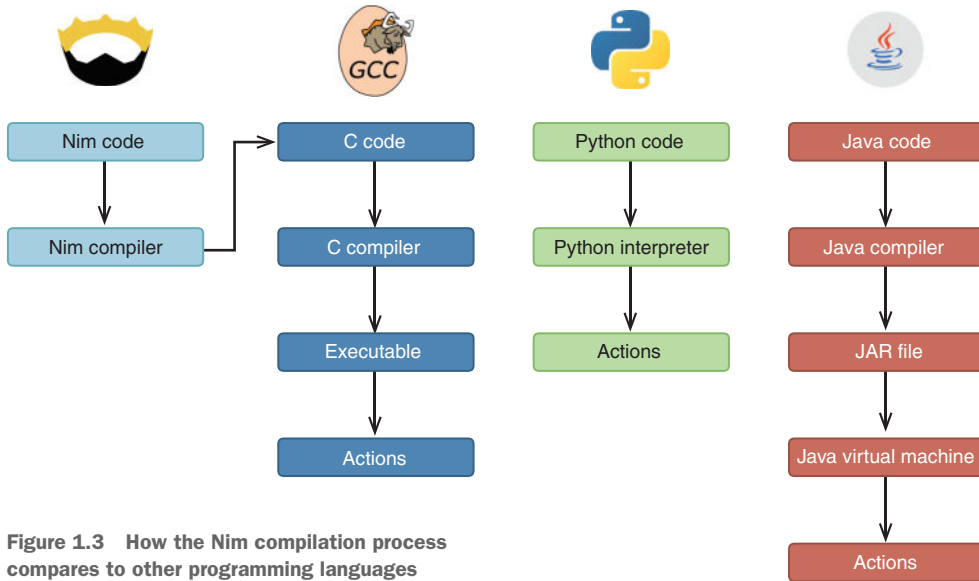 GCC
Nim code
Nim compiler
C code
C compiler
Executable
Actions
Python code
Python interpreter
Actions
Java code
Java compiler
JAR file
Java virtual machine
Actions
Figure 1.3 How the Nim compilation process
compares to other programming languages